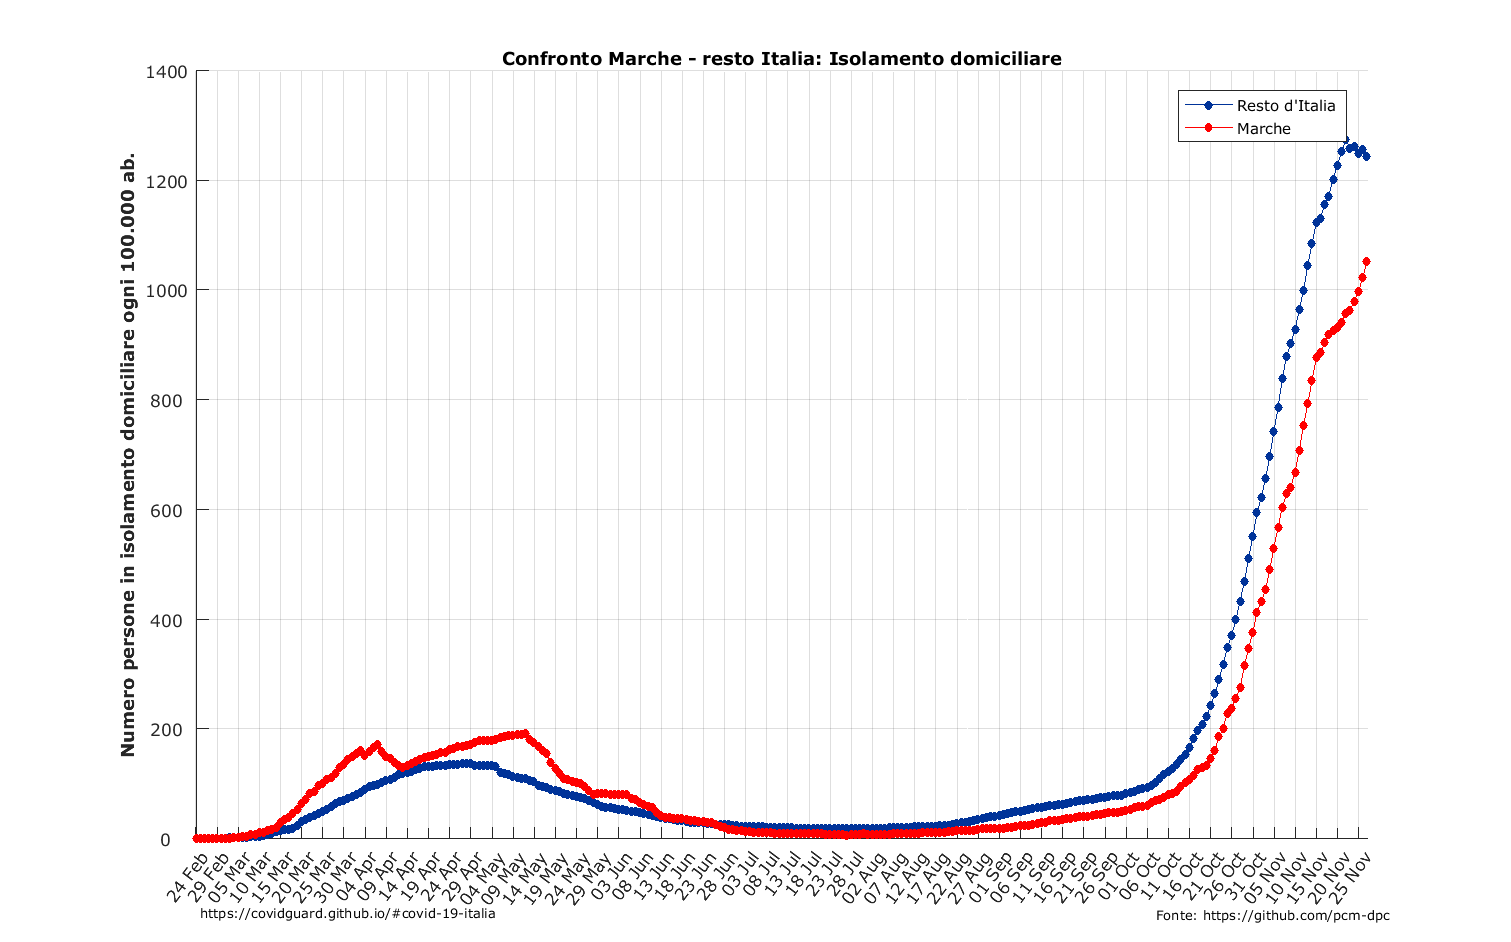 Confronto Marche - resto Italia: Isolamento domiciliare
Resto d'Italia
Marche
Numero persone in isolamento domiciliare ogni 100.000 ab.
1400
1200
1000
800
600
400
200
0
24 Feb
29 Feb
05 Mar
10 Mar
15 Mar
20 Mar
25 Mar
30 Mar
04 Apr
09 Apr
14 Apr
19 Apr
24 Apr
29 Apr
04 May
09 May
14 May
19 May
24 May
29 May
03 Jun
08 Jun
13 Jun
18 Jun
23 Jun
28 Jun
03 Jul
08 Jul
13 Jul
18 Jul
23 Jul
28 Jul
02 Aug
07 Aug
12 Aug
17 Aug
22 Aug
27 Aug
01 Sep
06 Sep
11 Sep
16 Sep
21 Sep
26 Sep
01 Oct
06 Oct
11 Oct
16 Oct
21 Oct
26 Oct
31 Oct
05 Nov
10 Nov
15 Nov
20 Nov
25 Nov
https://covidguard.github.io/#covid-19-italia
Fonte: https://github.com/pcm-dpc